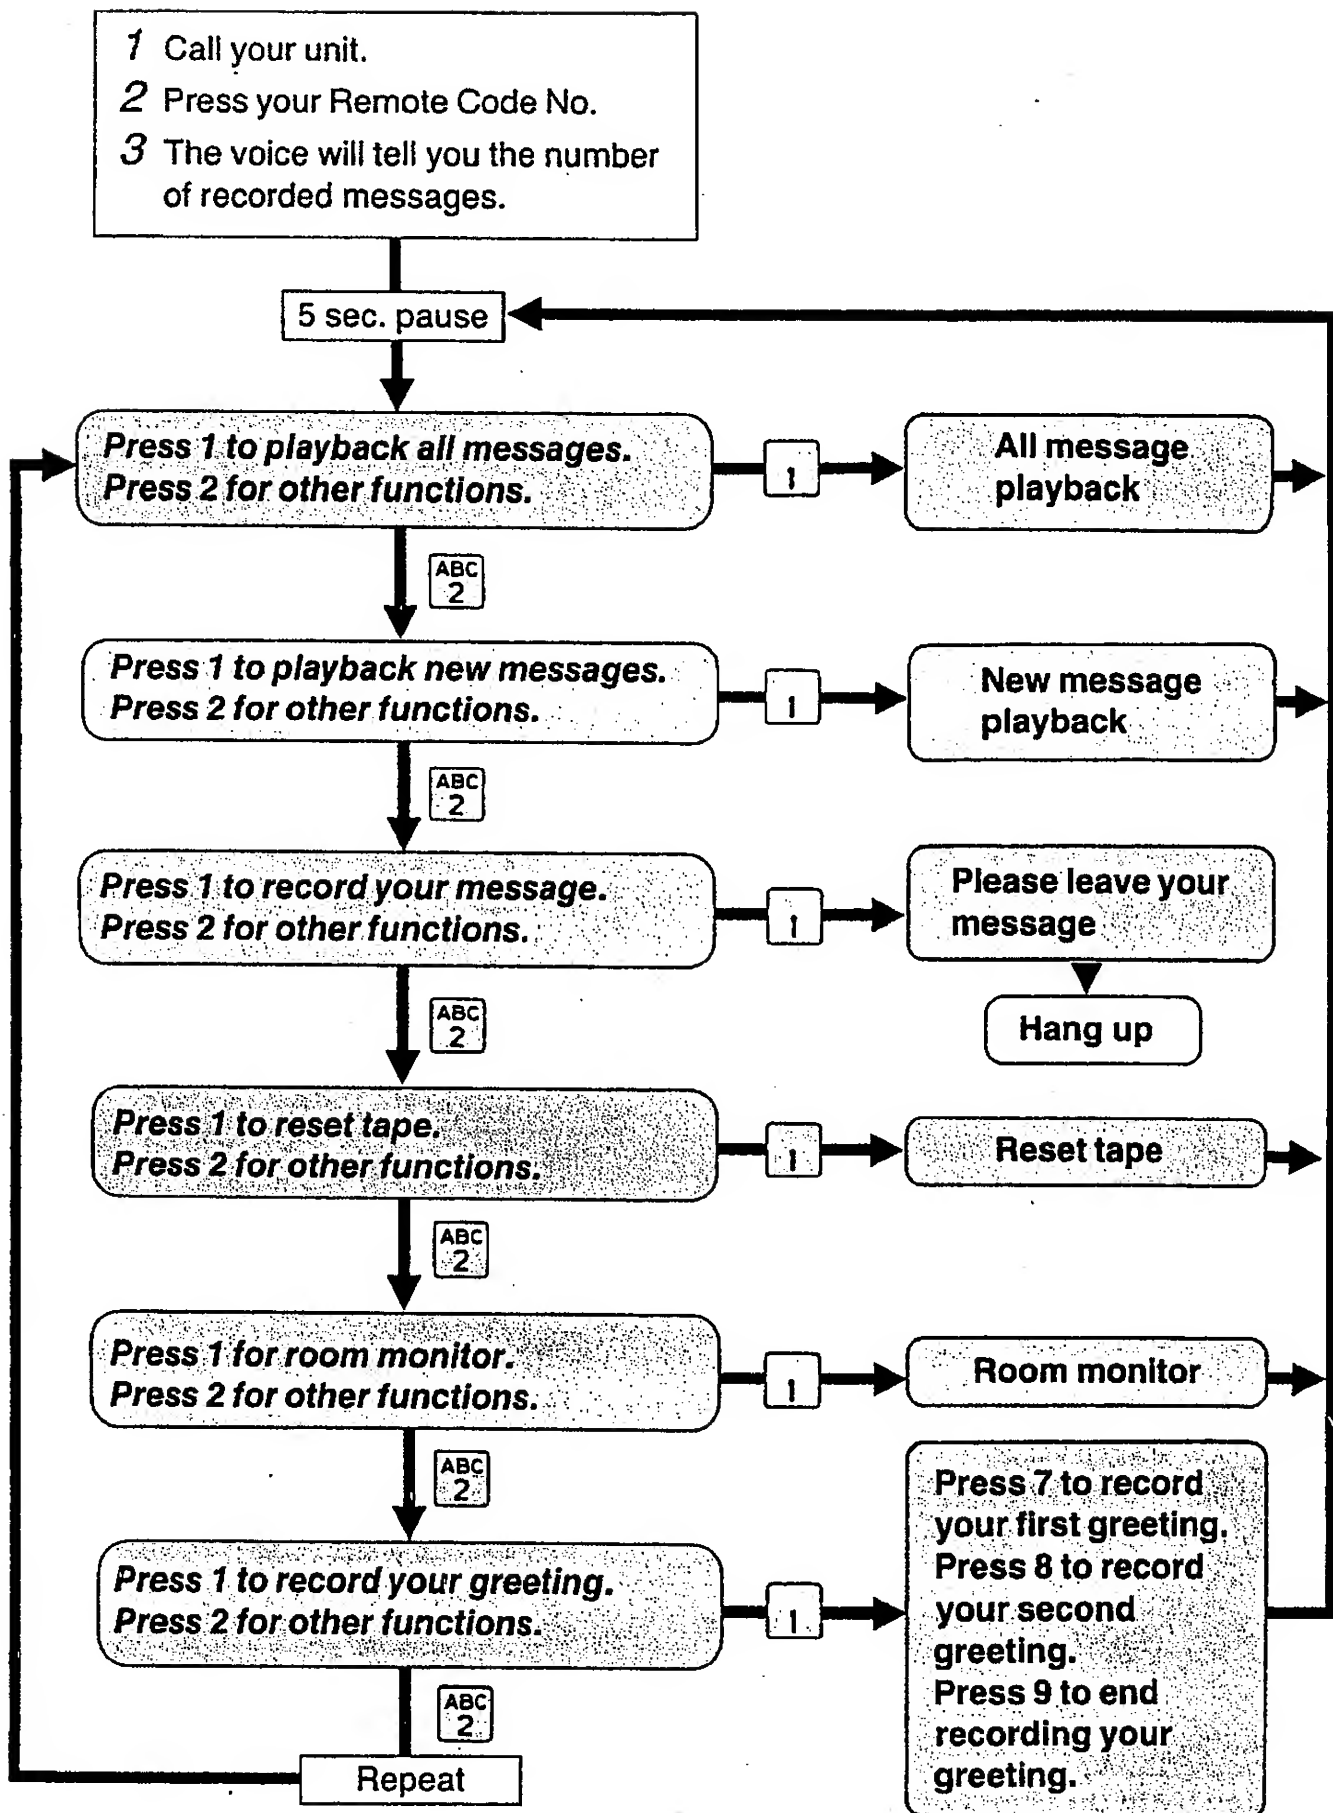 1 Call your unit.
2 Press your Remote Code No.
3 The voice will tell you the number
of recorded messages.
5 sec. pause
Press 1 to playback all messages.
Press 2 for other functions.
1
All message
playback
ABC
2
Press 1 to playback new messages.
Press 2 for other functions.
1
New message
playback
ABC
2
Press 1 to record your message.
Press 2 for other functions.
1
Please leave your
message
Hang up
ABC
2
Press 1 to reset tape.
Press 2 for other functions.
1
Reset tape
ABC
2
Press 1 for room monitor.
Press 2 for other functions.
1
Room monitor
ABC
2
Press 1 to record your greeting.
Press 2 for other functions.
1
Press 7 to record
your first greeting.
Press 8 to record
your second
greeting.
Press 9 to end
recording your
greeting.
ABC
2
Repeat